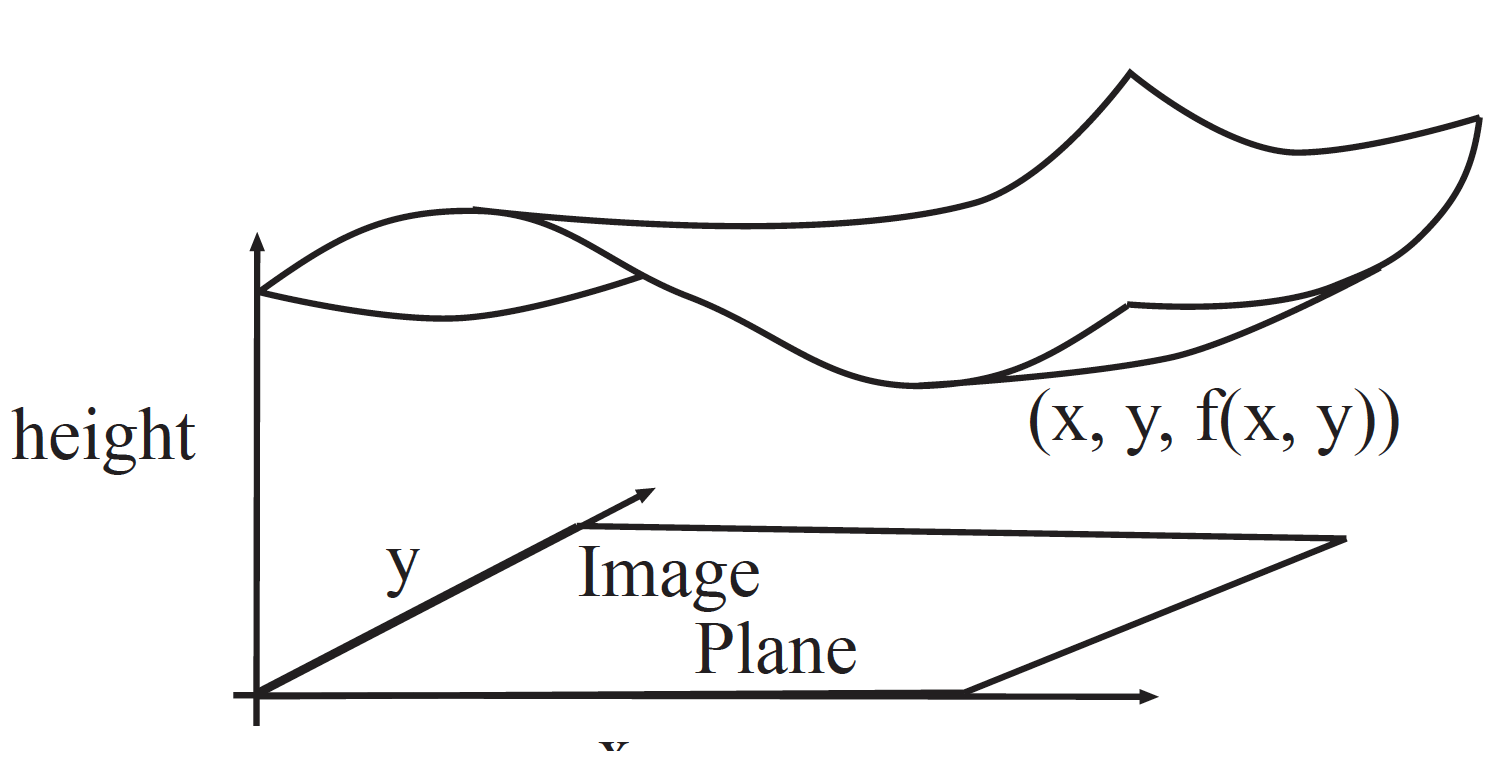 (x, y, f(x, y))
height
y
Image
Plane
x